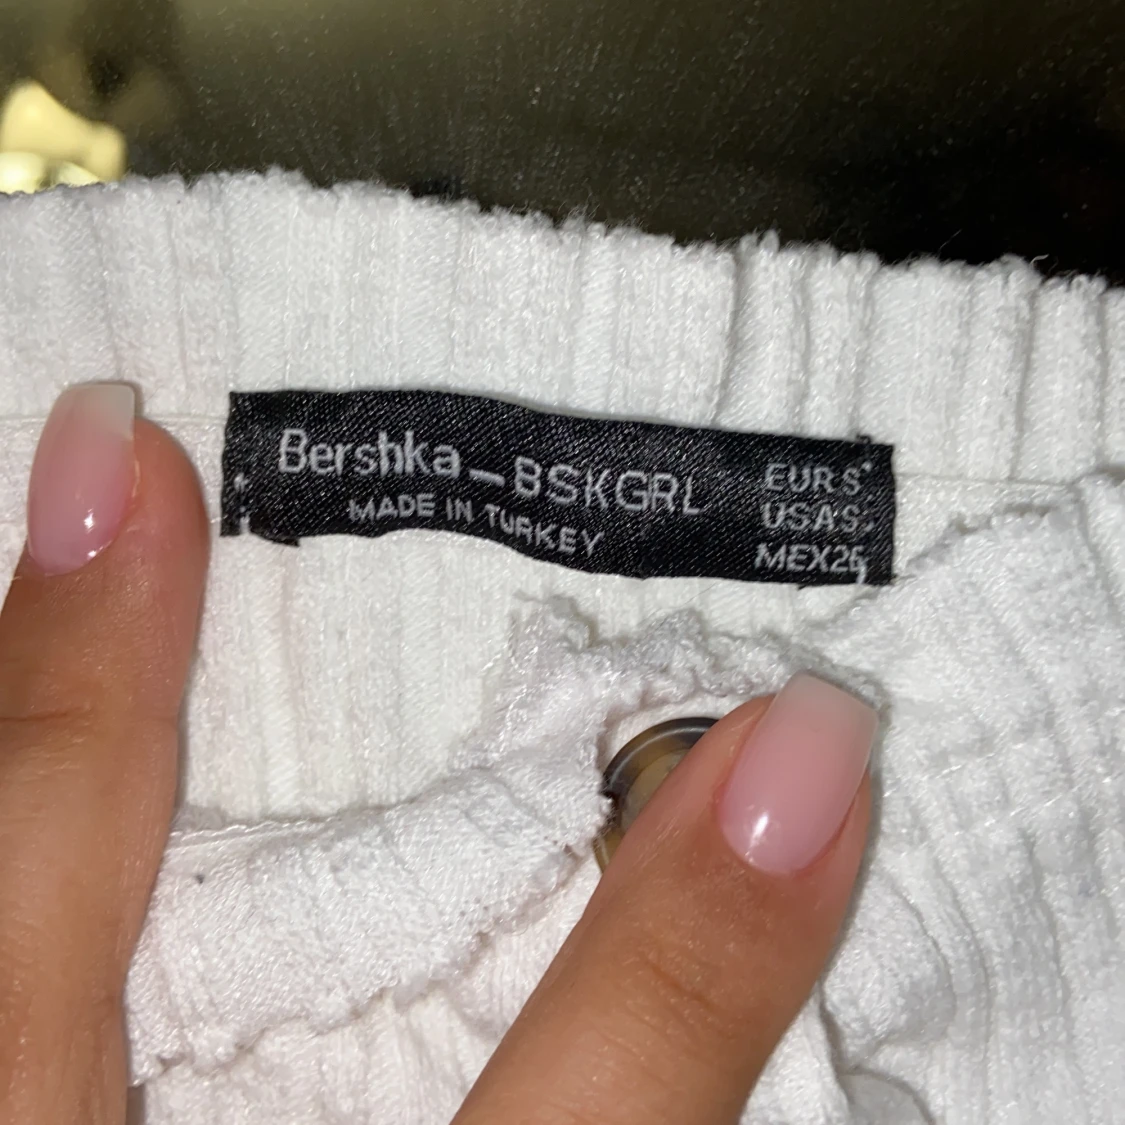 Bershka_BSKGRL
MADE IN TURKEY
EUR S
USA S
MEX 26